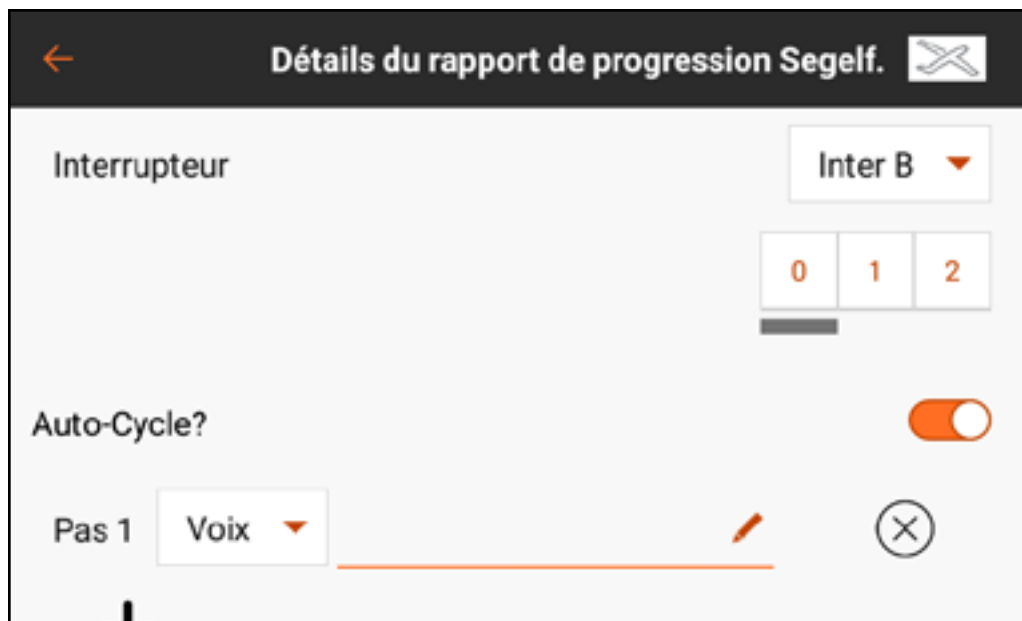 Détails du rapport de progression Segelf.
Interrupteur
Inter B
0 1 2
Auto-Cycle?
Pas 1 Voix